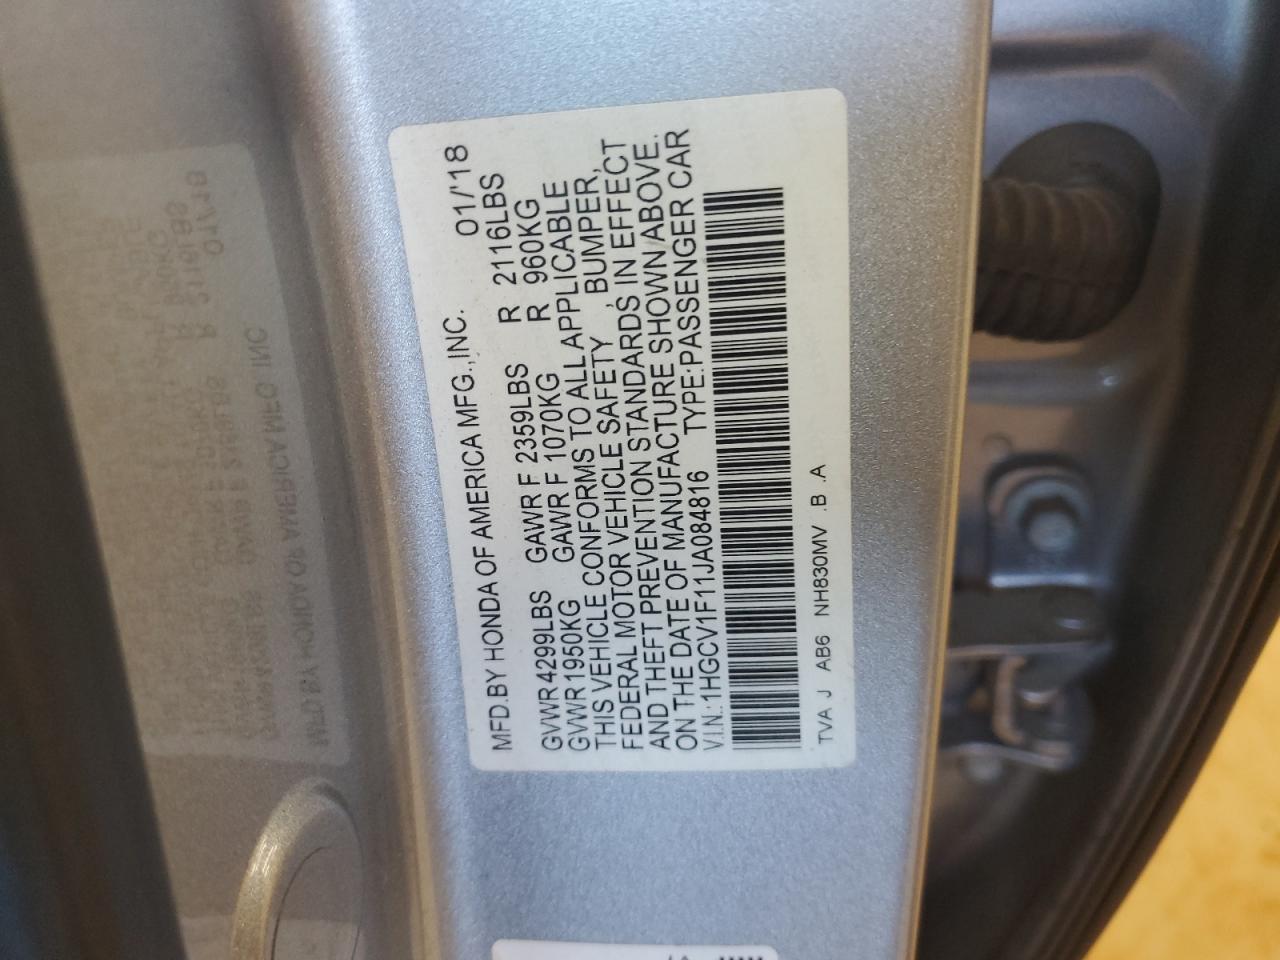 MFD.BY HONDA OF AMERICA MFG.,INC. 01/'18
GVWR4299LBS GAWR F 2359LBS R 2116LBS
GVWR1950KG GAWR F 1070KG R 960KG
THIS VEHICLE CONFORMS TO ALL APPLICABLE
FEDERAL MOTOR VEHICLE SAFETY, BUMPER,
AND THEFT PREVENTION STANDARDS IN EFFECT
ON THE DATE OF MANUFACTURE SHOWN ABOVE.
V.I.N.:1HGCV1F11JA084816 TYPE:PASSENGER CAR
TVA J AB6 NH830MV .B .A